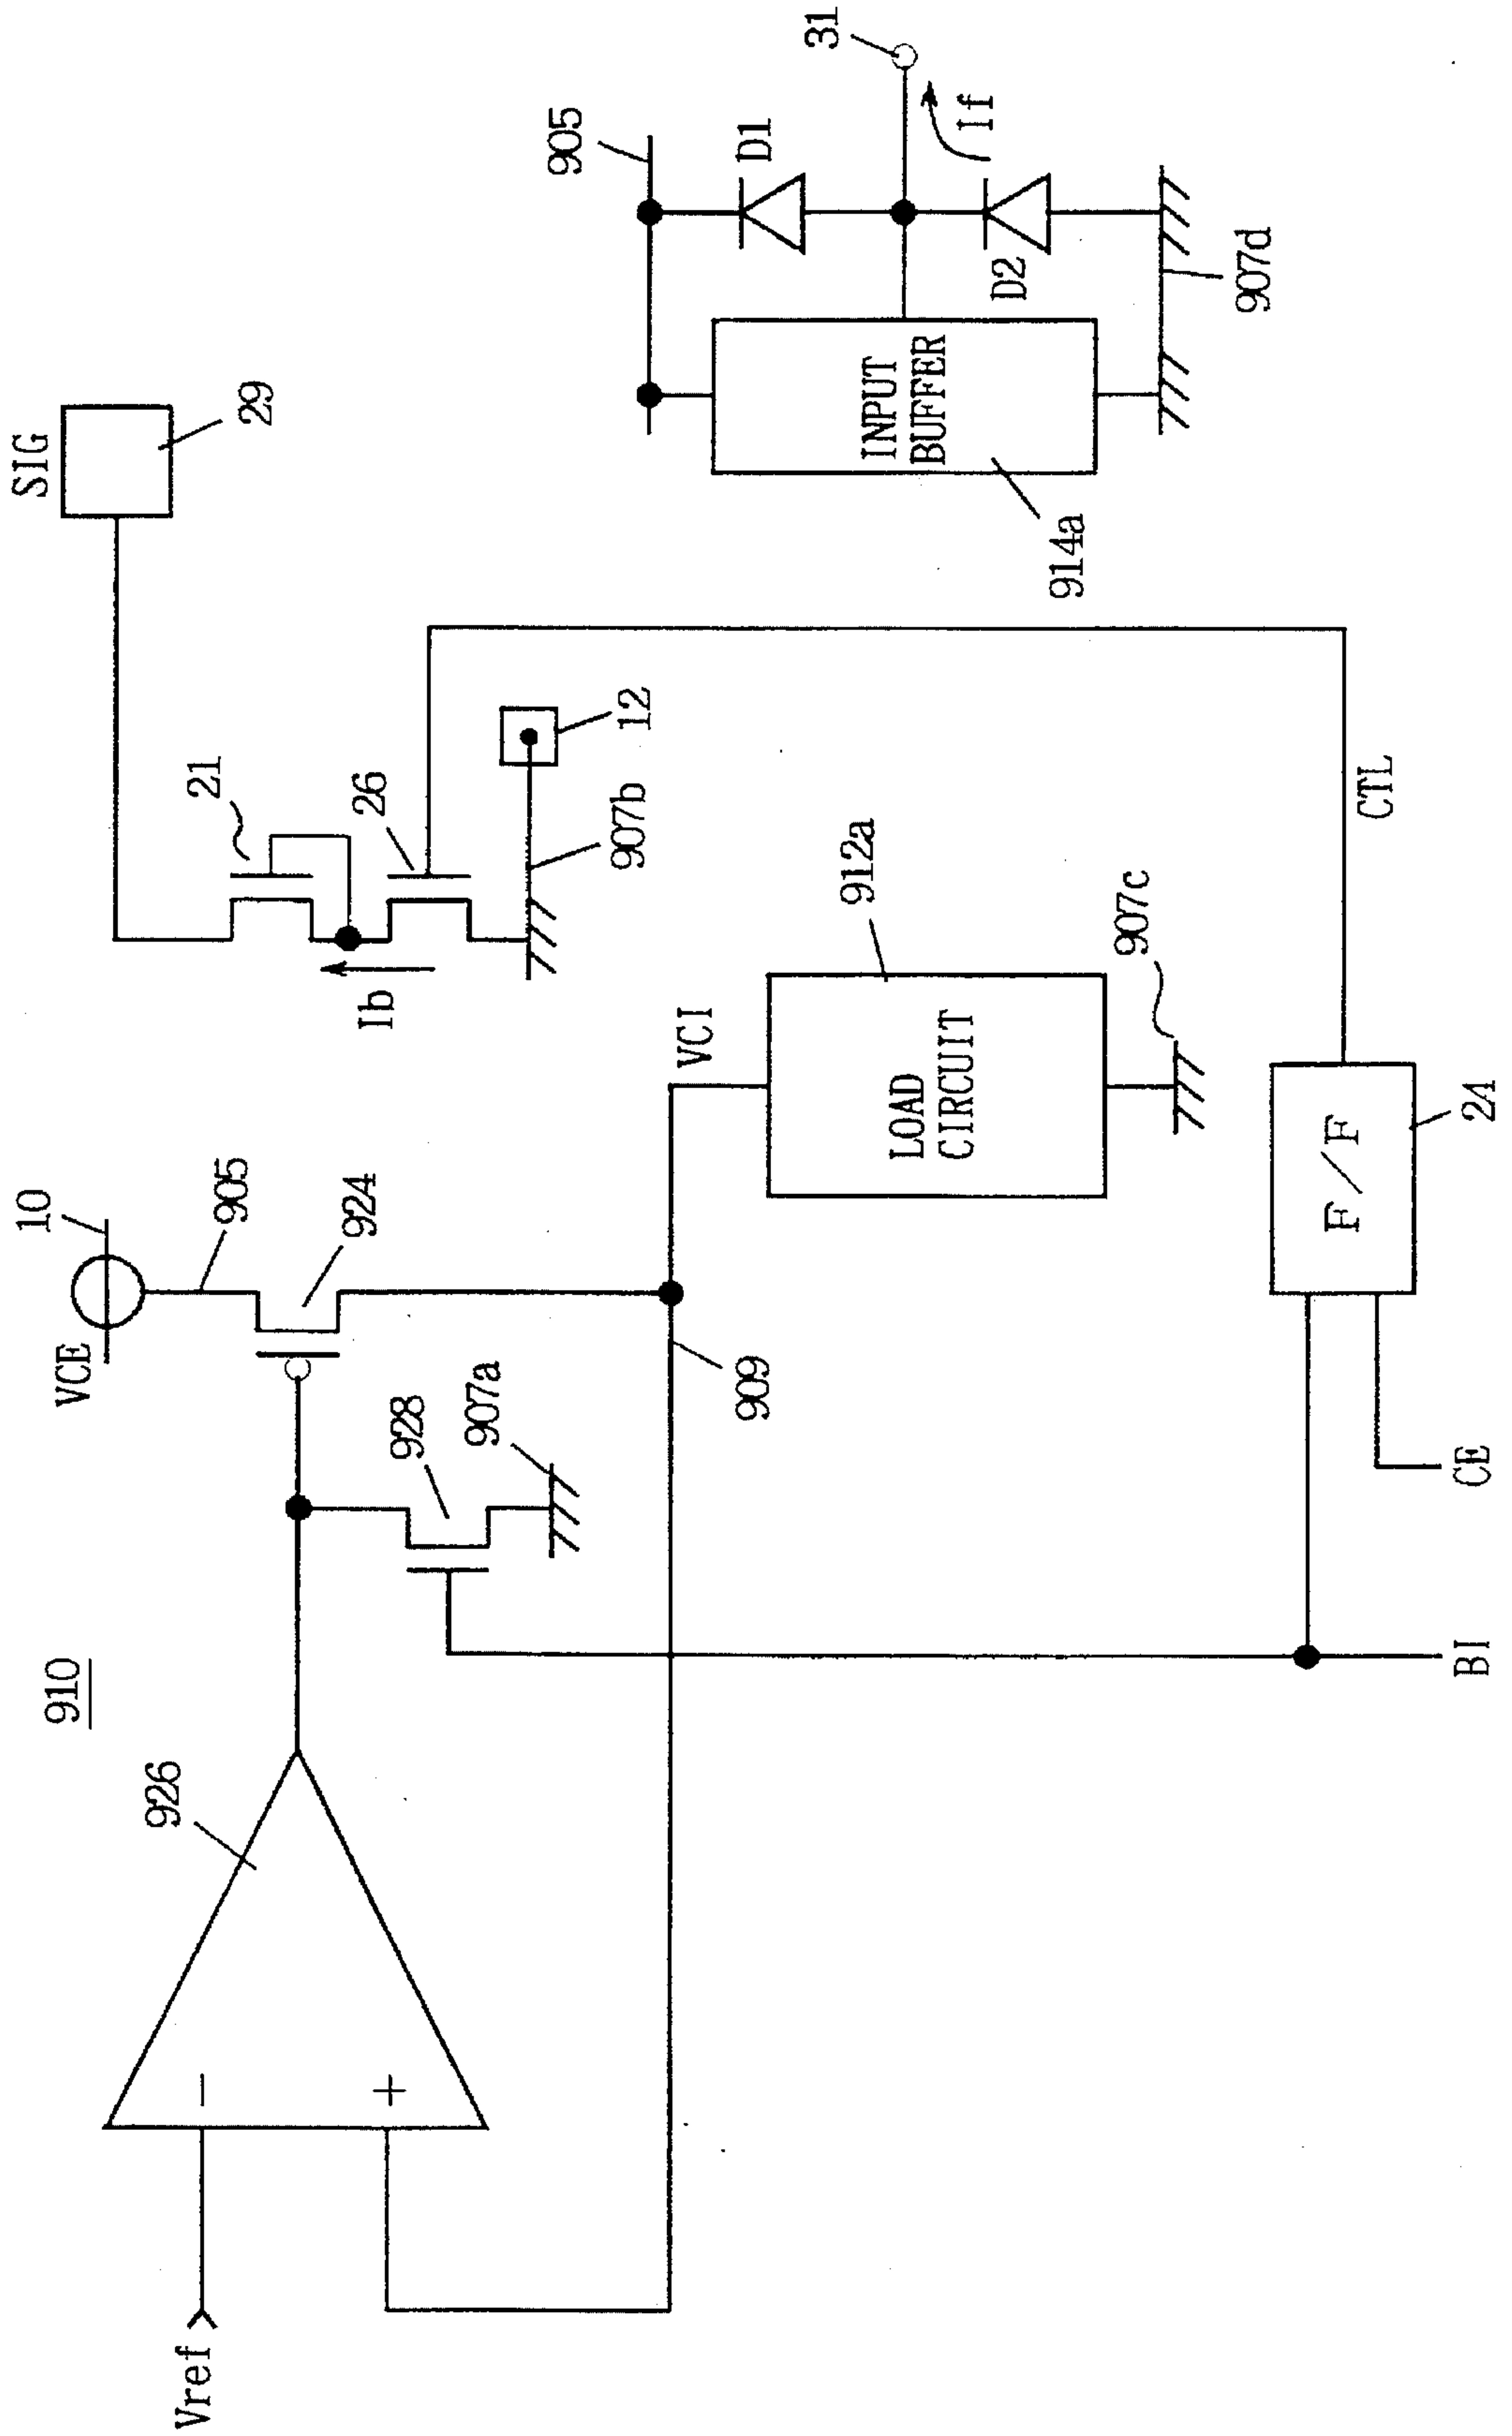 910
VCE
10
905
924
926
−
+
Vref
928
907a
909
VCI
LOAD
CIRCUIT
912a
907c
SIG
29
21
26
Ib
12
907b
905
D1
31
If
D2
INPUT
BUFFER
914a
907d
BI
CE
F/F
24
CTL